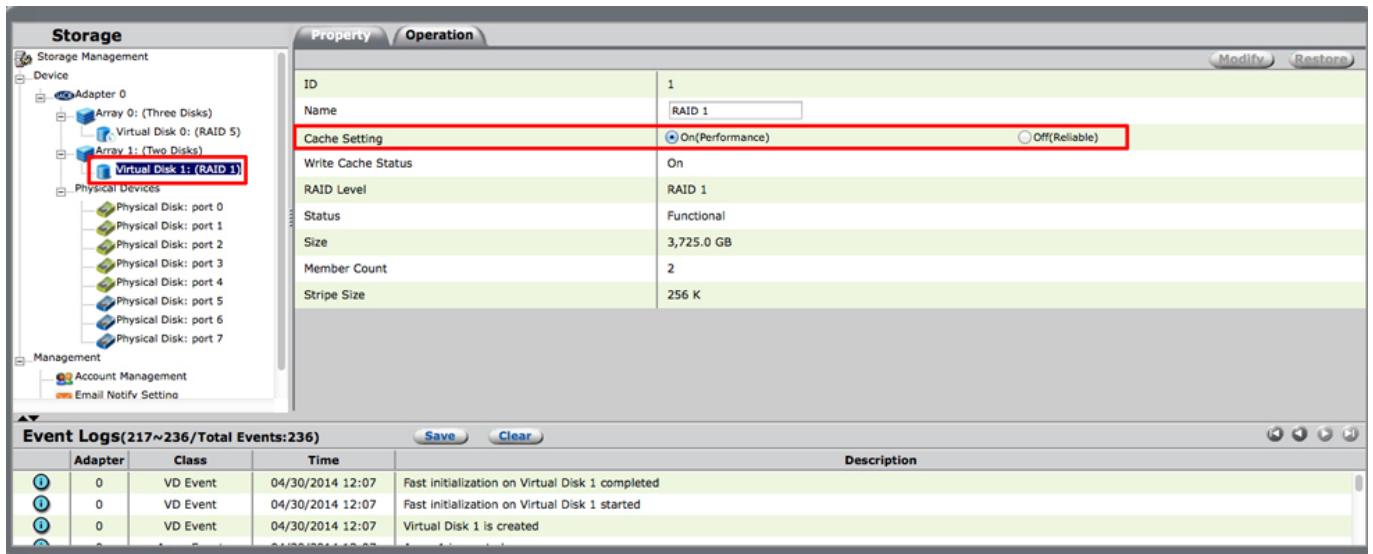 Storage
Storage Management
Device
Adapter 0
Array 0: (Three Disks)
Virtual Disk 0: (RAID 5)
Array 1: (Two Disks)
Virtual Disk 1: (RAID 1)
Physical Devices
Physical Disk: port 0
Physical Disk: port 1
Physical Disk: port 2
Physical Disk: port 3
Physical Disk: port 4
Physical Disk: port 5
Physical Disk: port 6
Physical Disk: port 7
Management
Account Management
Email Notify Setting
Property Operation
Modify Restore
ID 1
Name RAID 1
Cache Setting On(Performance) Off(Reliable)
Write Cache Status On
RAID Level RAID 1
Status Functional
Size 3,725.0 GB
Member Count 2
Stripe Size 256 K
Event Logs(217~236/Total Events:236) Save Clear
Adapter Class Time Description
0 VD Event 04/30/2014 12:07 Fast initialization on Virtual Disk 1 completed
0 VD Event 04/30/2014 12:07 Fast initialization on Virtual Disk 1 started
0 VD Event 04/30/2014 12:07 Virtual Disk 1 is created